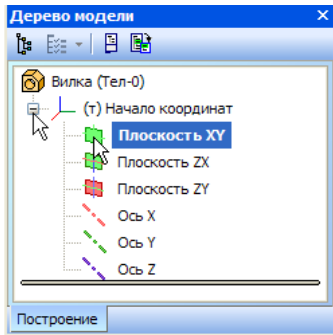 Дерево модели
Вилка (Тел-0)
(т) Начало координат
Плоскость XY
Плоскость ZX
Плоскость ZY
Ось X
Ось Y
Ось Z
Построение